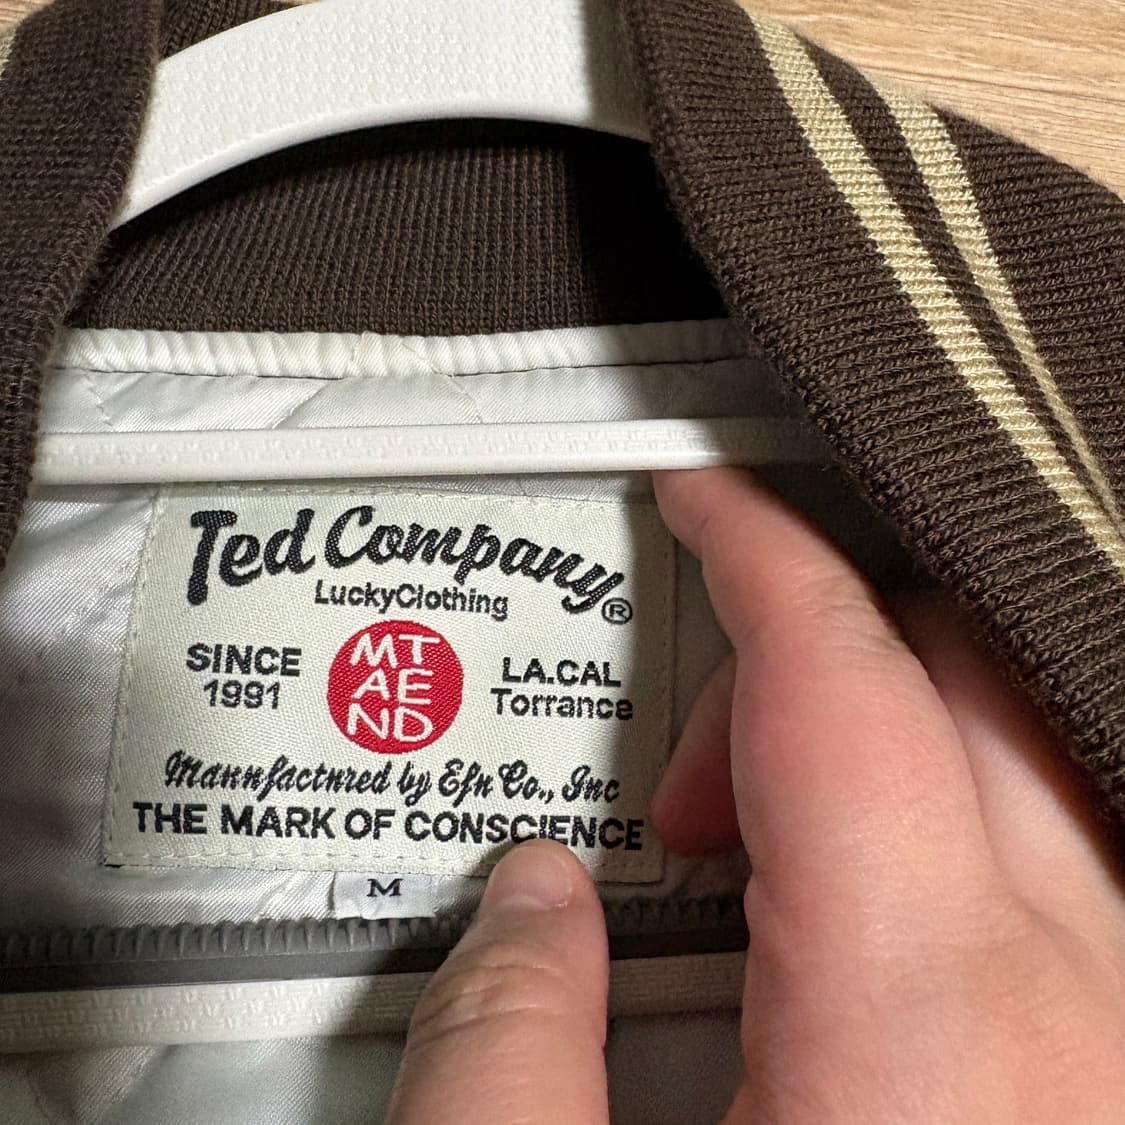 Ted Company®
LuckyClothing
SINCE
1991
MT
AE
ND
LA.CAL
Torrance
Manufactured by Efu Co., Inc
THE MARK OF CONSCIENCE
M